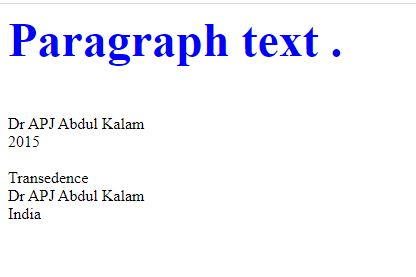 Paragraph text .
Dr APJ Abdul Kalam
2015
Transedence
Dr APJ Abdul Kalam
India